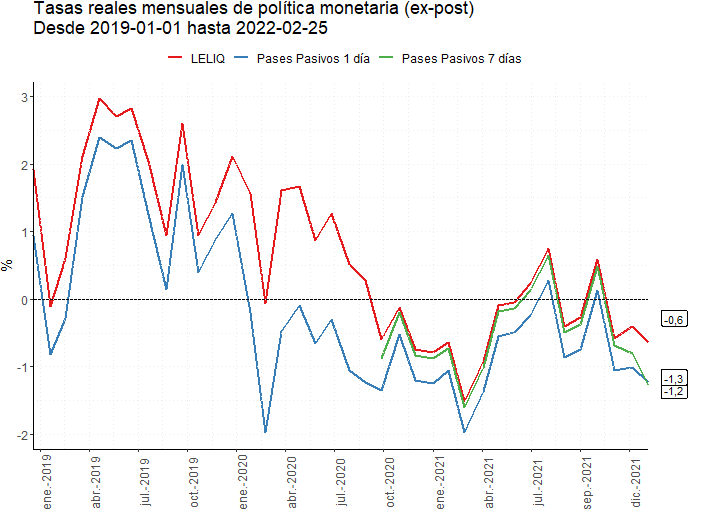 Tasas reales mensuales de política monetaria (ex-post)
Desde 2019-01-01 hasta 2022-02-25
LELIQ Pases Pasivos 1 día Pases Pasivos 7 días
%
3
2
1
0
-1
-2
-0,6
-1,3
-1,2
ene.-2019
abr.-2019
jul.-2019
oct.-2019
ene.-2020
abr.-2020
jul.-2020
oct.-2020
ene.-2021
abr.-2021
jul.-2021
sep.-2021
dic.-2021